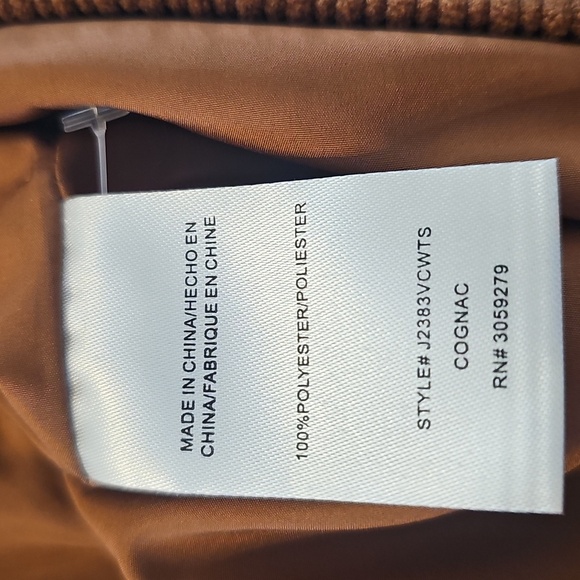 MADE IN CHINA/HECHO EN
CHINA/FABRIQUE EN CHINE
100%POLYESTER/POLIESTER
STYLE# J2383VCWTS
COGNAC
RN# 3059279